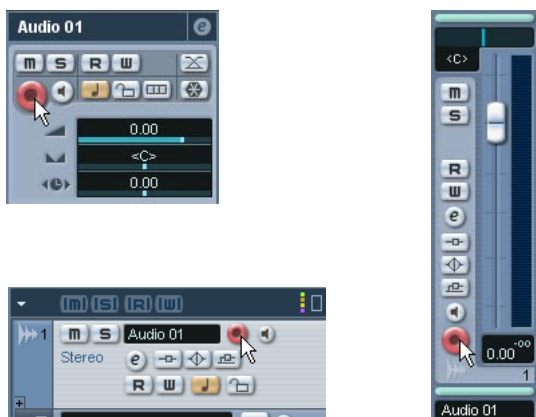 Audio 01 e
m S R W
0.00
<C>
0.00
[m] [S] [R] [W]
1 m S Audio 01
Stereo e
R W
<C>
m
S
R
W
e
0.00 -oo
1
Audio 01